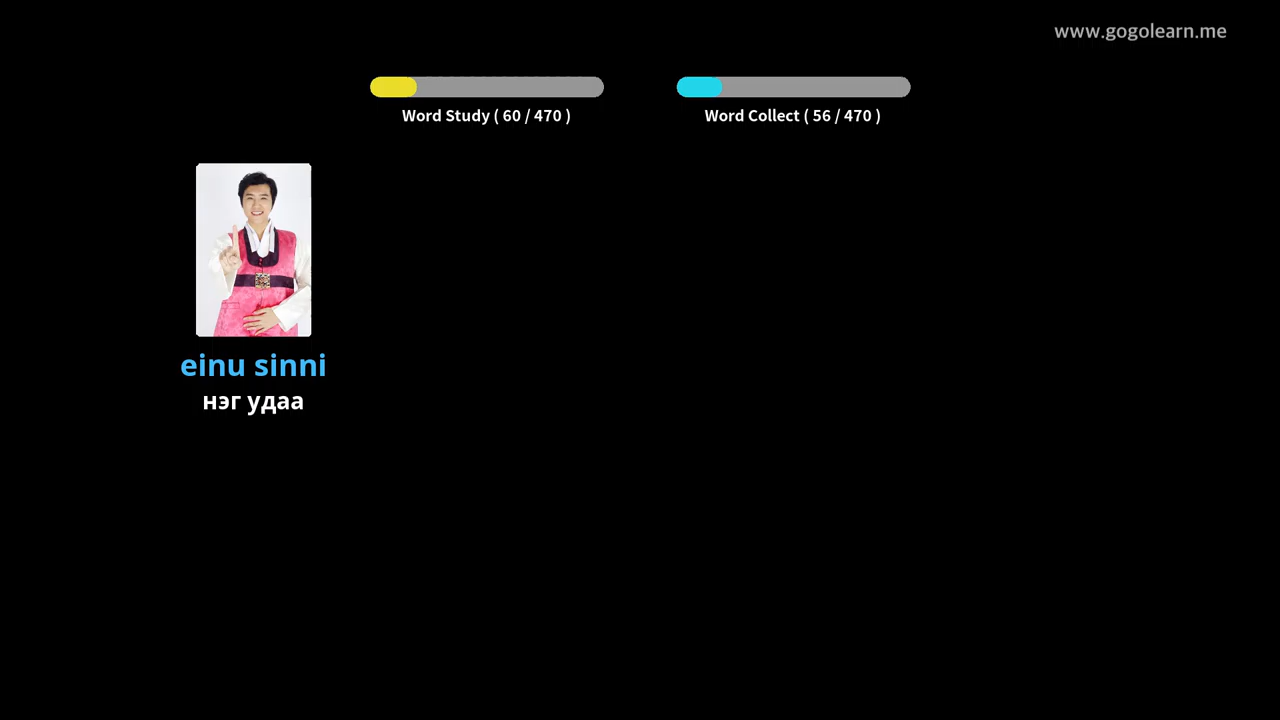 www.gogolearn.me
Word Study ( 60 / 470 )
Word Collect ( 56 / 470 )
einu sinni
нэг удаа